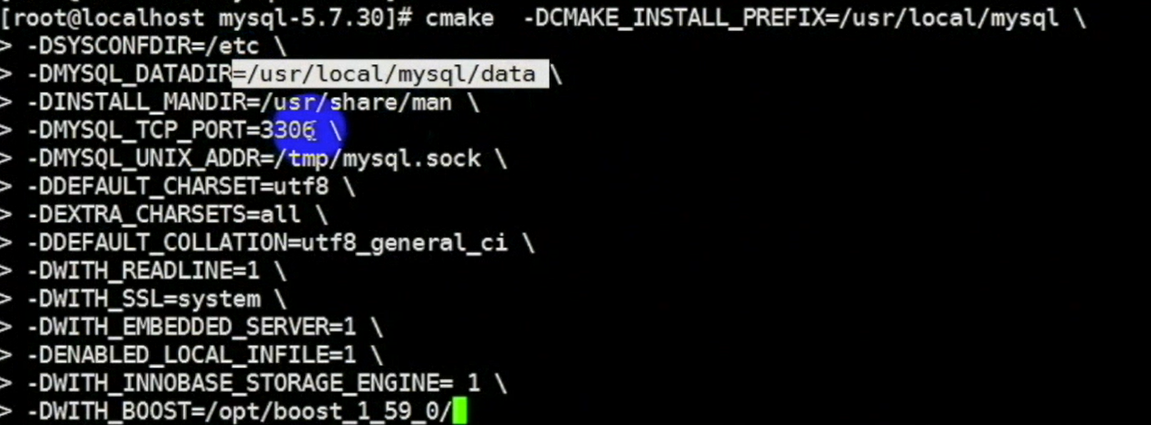 [root@localhost mysql-5.7.30]# cmake  -DCMAKE_INSTALL_PREFIX=/usr/local/mysql \
> -DSYSCONFDIR=/etc \
> -DMYSQL_DATADIR=/usr/local/mysql/data \
> -DINSTALL_MANDIR=/usr/share/man \
> -DMYSQL_TCP_PORT=3306 \
> -DMYSQL_UNIX_ADDR=/tmp/mysql.sock \
> -DDEFAULT_CHARSET=utf8 \
> -DEXTRA_CHARSETS=all \
> -DDEFAULT_COLLATION=utf8_general_ci \
> -DWITH_READLINE=1 \
> -DWITH_SSL=system \
> -DWITH_EMBEDDED_SERVER=1 \
> -DENABLED_LOCAL_INFILE=1 \
> -DWITH_INNOBASE_STORAGE_ENGINE= 1 \
> -DWITH_BOOST=/opt/boost_1_59_0/